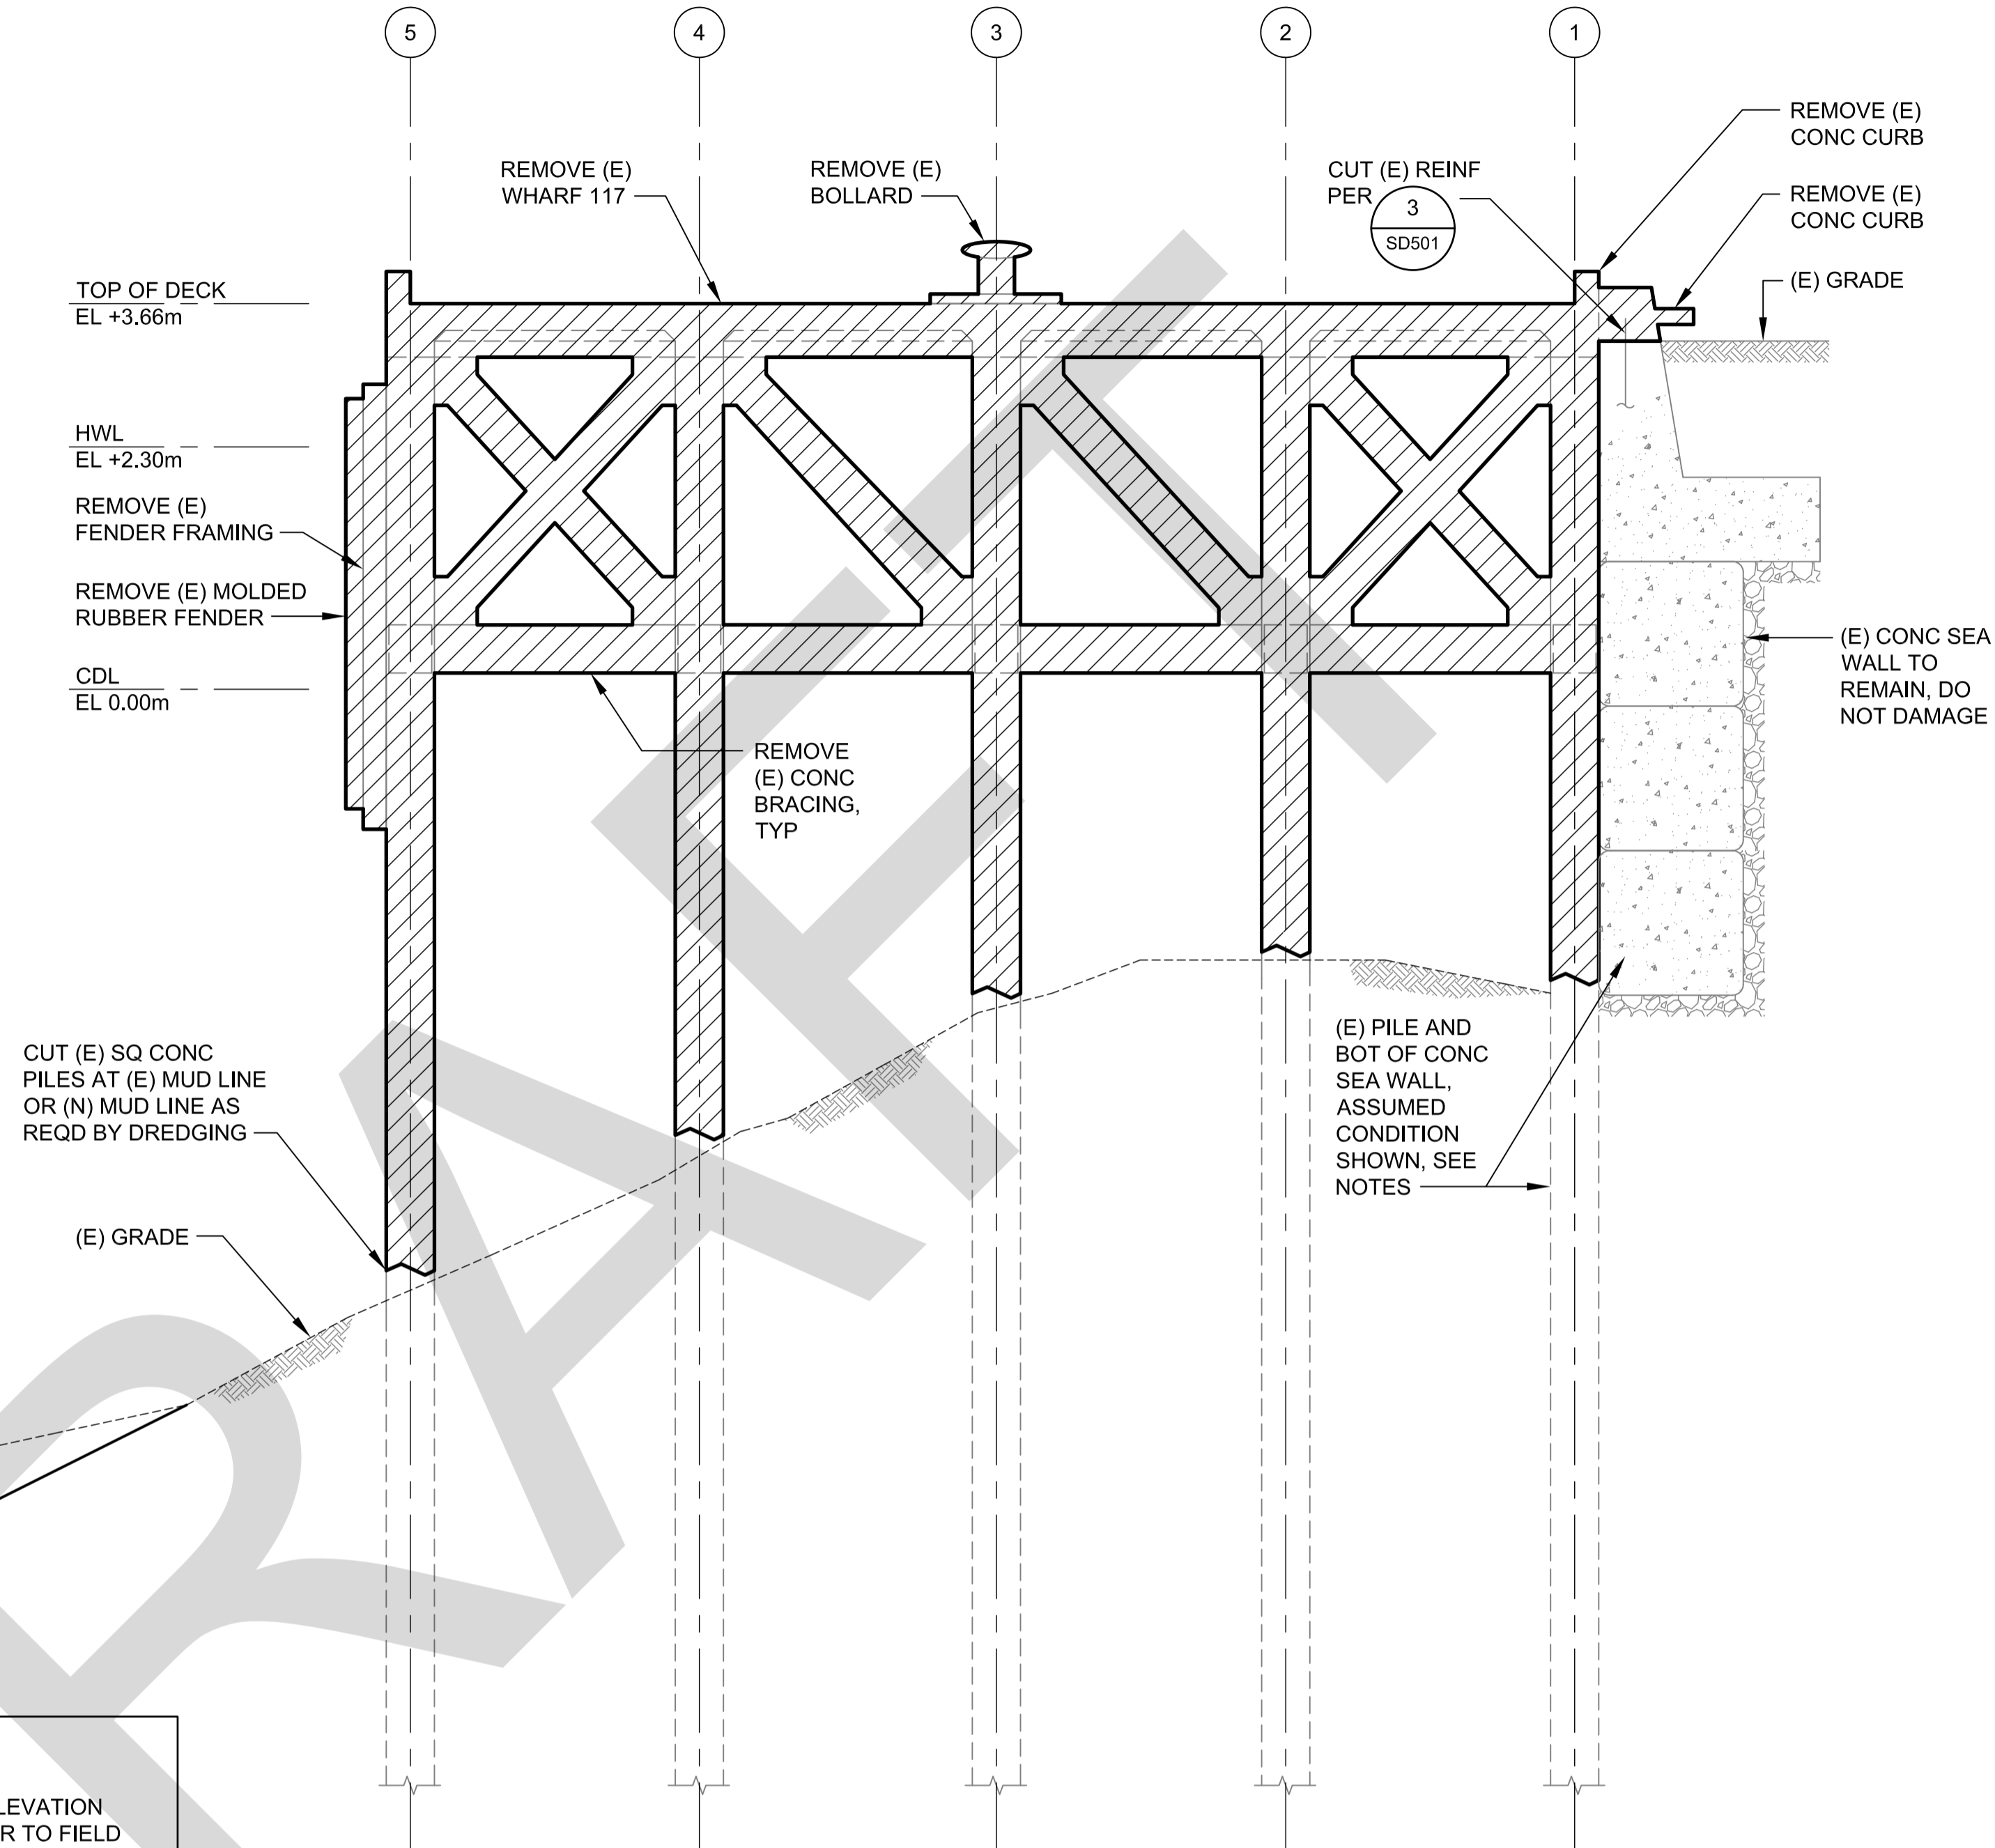 5
4
3
2
1
REMOVE (E)
CONC CURB
REMOVE (E)
WHARF 117
REMOVE (E)
BOLLARD
CUT (E) REINF
PER
3
SD501
REMOVE (E)
CONC CURB
(E) GRADE
TOP OF DECK
EL +3.66m
HWL
EL +2.30m
REMOVE (E)
FENDER FRAMING
REMOVE (E) MOLDED
RUBBER FENDER
CDL
EL 0.00m
(E) CONC SEA
WALL TO
REMAIN, DO
NOT DAMAGE
REMOVE
(E) CONC
BRACING,
TYP
CUT (E) SQ CONC
PILES AT (E) MUD LINE
OR (N) MUD LINE AS
REQD BY DREDGING
(E) PILE AND
BOT OF CONC
SEA WALL,
ASSUMED
CONDITION
SHOWN, SEE
NOTES
(E) GRADE
LEVATION
R TO FIELD
RAFT